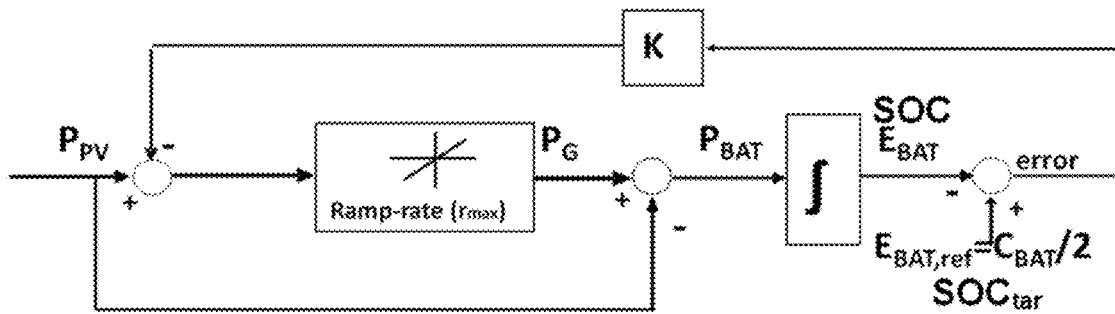 K
P_PV
-
+
Ramp-rate (r_max)
P_G
+
-
P_BAT
∫
SOC
E_BAT
-
+
error
E_BAT,ref=C_BAT/2
SOC_tar